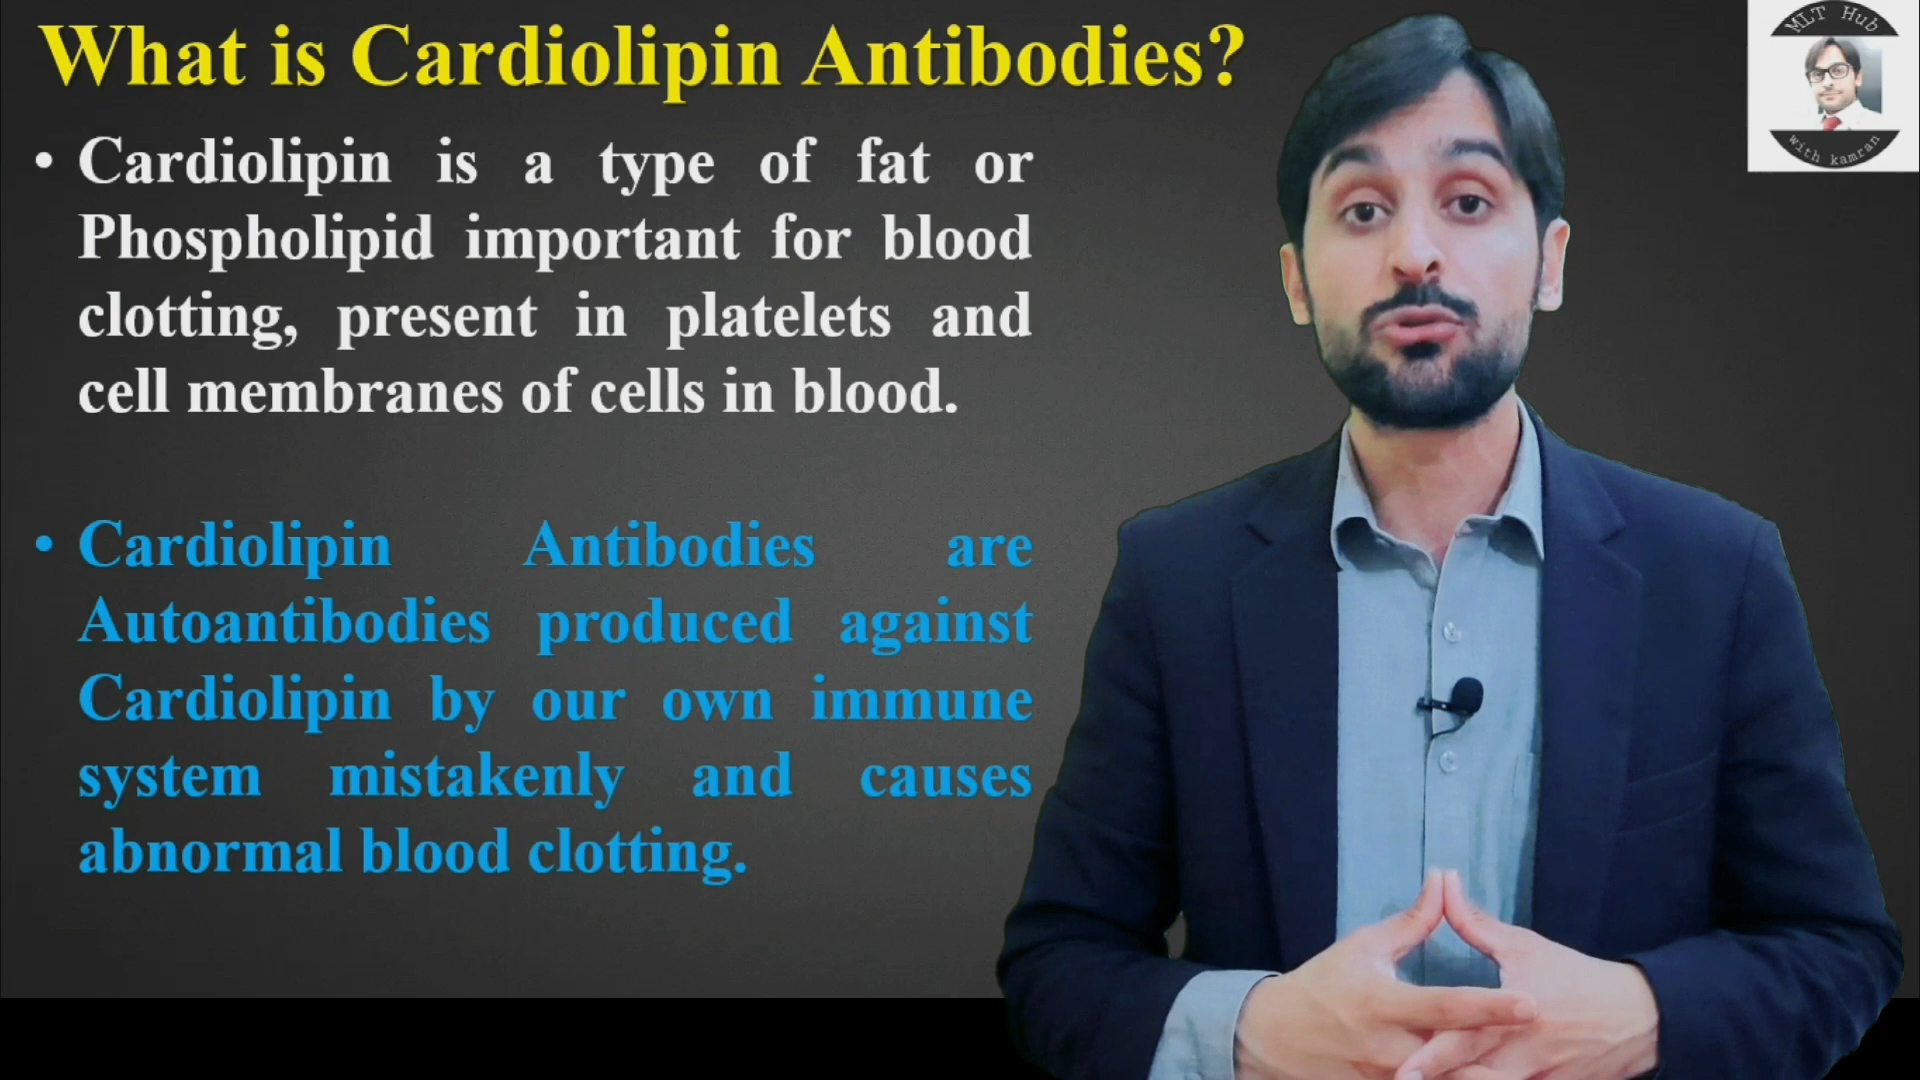 What is Cardiolipin Antibodies?
• Cardiolipin is a type of fat or
Phospholipid important for blood
clotting, present in platelets and
cell membranes of cells in blood.
• Cardiolipin Antibodies are
Autoantibodies produced against
Cardiolipin by our own immune
system mistakenly and causes
abnormal blood clotting.
MLT Hub
with kamran